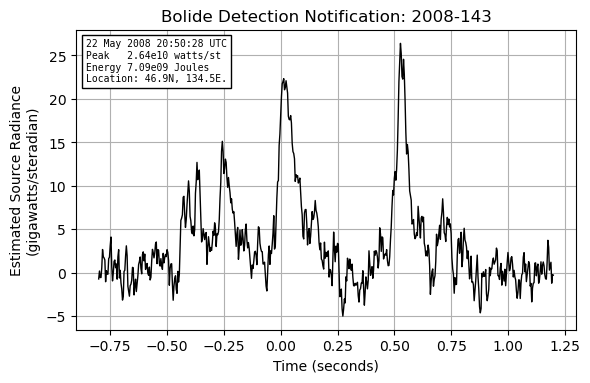 Bolide Detection Notification: 2008-143
22 May 2008 20:50:28 UTC
Peak   2.64e10 watts/st
Energy 7.09e09 Joules
Location: 46.9N, 134.5E.
Estimated Source Radiance
(gigawatts/steradian)
25
20
15
10
5
0
−5
−0.75 −0.50 −0.25 0.00 0.25 0.50 0.75 1.00 1.25
Time (seconds)